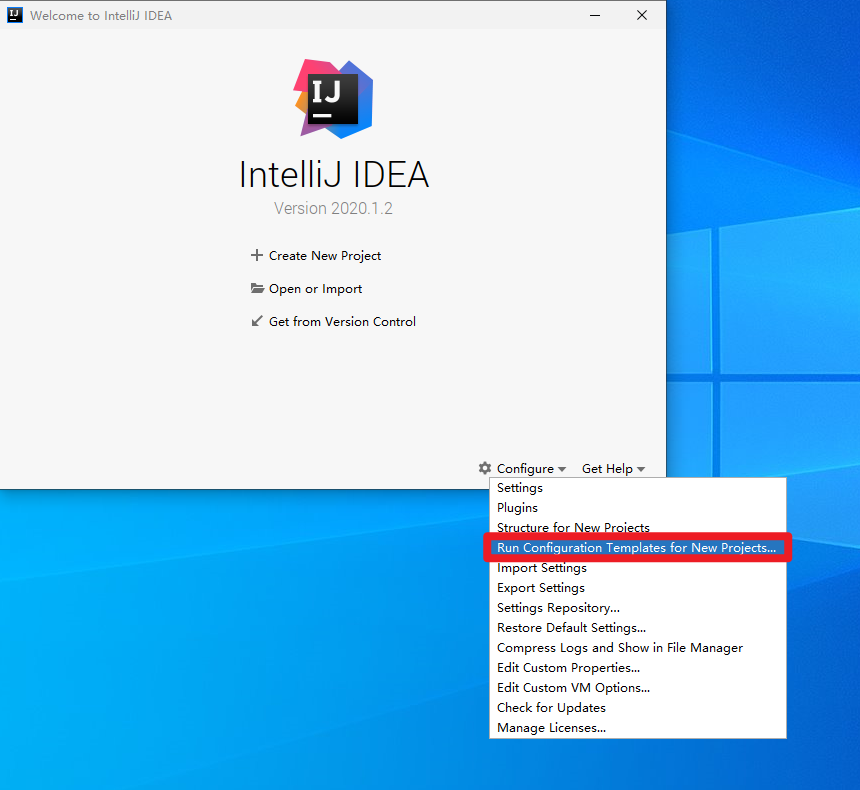 IJ
Welcome to IntelliJ IDEA
IJ
IntelliJ IDEA
Version 2020.1.2
Create New Project
Open or Import
Get from Version Control
Configure
Get Help
Settings
Plugins
Structure for New Projects
Run Configuration Templates for New Projects...
Import Settings
Export Settings
Settings Repository...
Restore Default Settings...
Compress Logs and Show in File Manager
Edit Custom Properties...
Edit Custom VM Options...
Check for Updates
Manage Licenses...